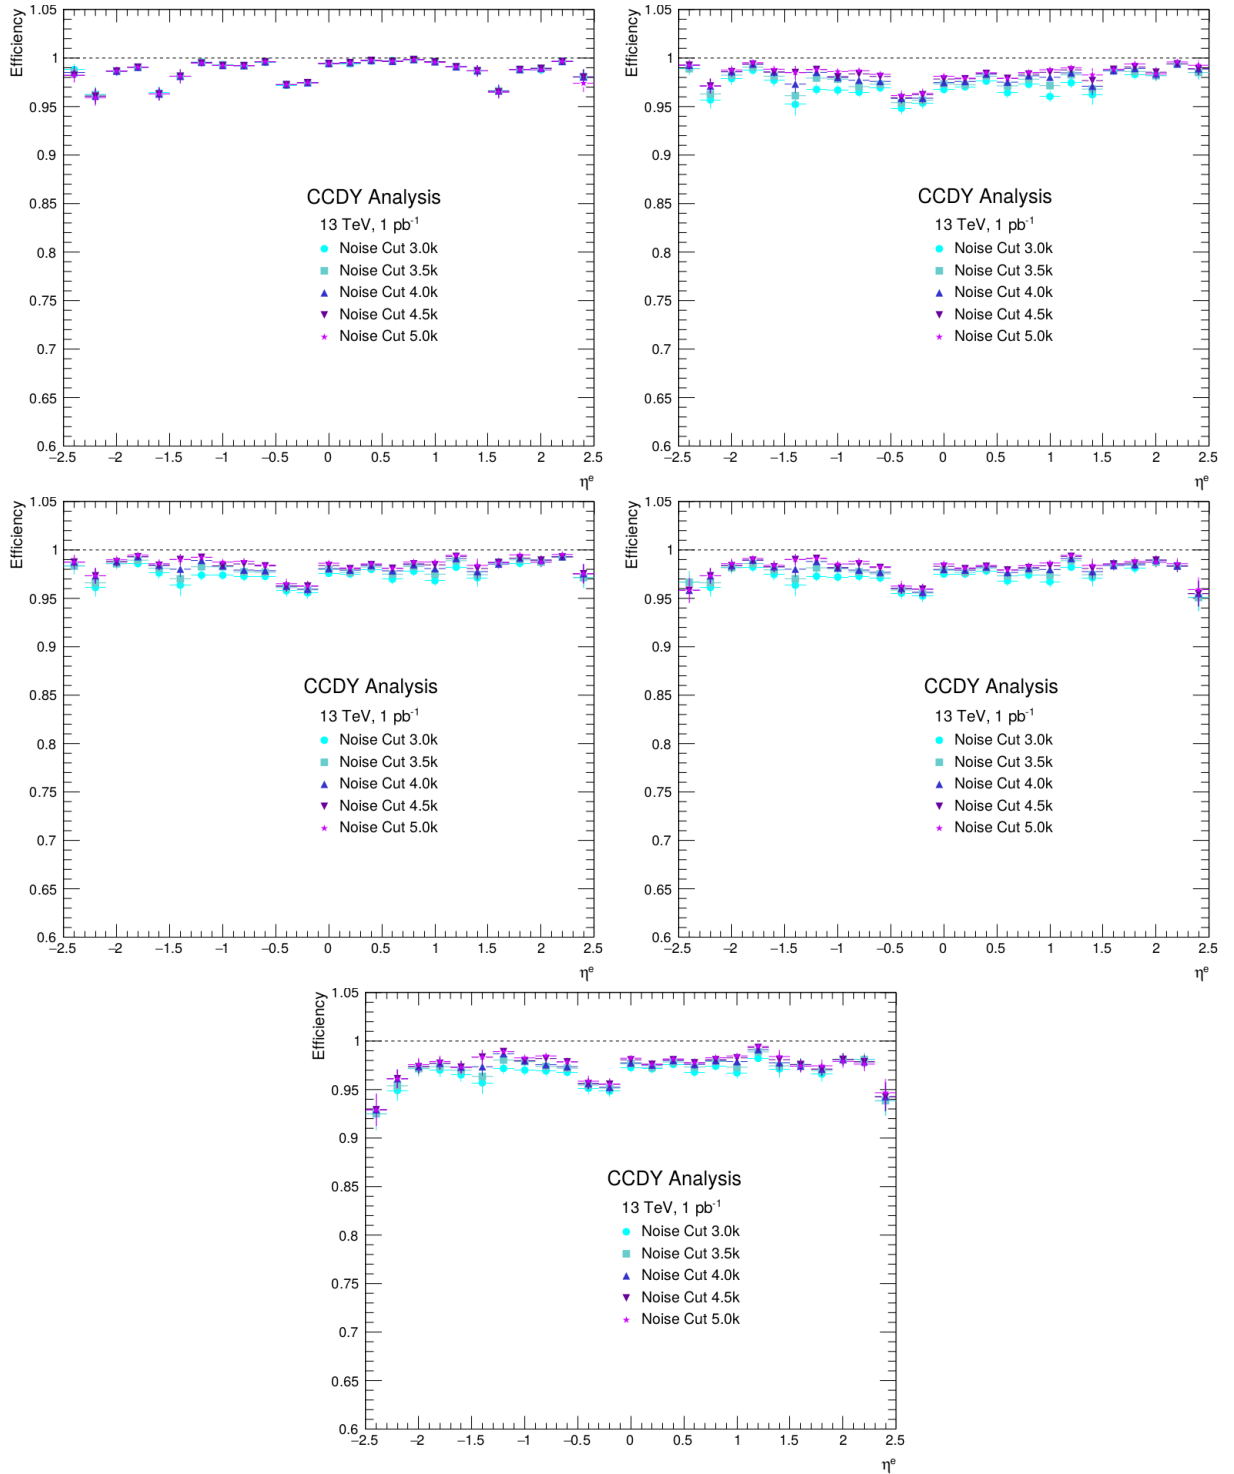 Efficiency
1.05
1
0.95
0.9
0.85
0.8
0.75
0.7
0.65
0.6
CCDY Analysis
13 TeV, 1 pb⁻¹
Noise Cut 3.0k
Noise Cut 3.5k
Noise Cut 4.0k
Noise Cut 4.5k
Noise Cut 5.0k
−2.5 −2 −1.5 −1 −0.5 0 0.5 1 1.5 2 2.5
ηᵉ
Efficiency
1.05
1
0.95
0.9
0.85
0.8
0.75
0.7
0.65
0.6
CCDY Analysis
13 TeV, 1 pb⁻¹
Noise Cut 3.0k
Noise Cut 3.5k
Noise Cut 4.0k
Noise Cut 4.5k
Noise Cut 5.0k
−2.5 −2 −1.5 −1 −0.5 0 0.5 1 1.5 2 2.5
ηᵉ
Efficiency
1.05
1
0.95
0.9
0.85
0.8
0.75
0.7
0.65
0.6
CCDY Analysis
13 TeV, 1 pb⁻¹
Noise Cut 3.0k
Noise Cut 3.5k
Noise Cut 4.0k
Noise Cut 4.5k
Noise Cut 5.0k
−2.5 −2 −1.5 −1 −0.5 0 0.5 1 1.5 2 2.5
ηᵉ
Efficiency
1.05
1
0.95
0.9
0.85
0.8
0.75
0.7
0.65
0.6
CCDY Analysis
13 TeV, 1 pb⁻¹
Noise Cut 3.0k
Noise Cut 3.5k
Noise Cut 4.0k
Noise Cut 4.5k
Noise Cut 5.0k
−2.5 −2 −1.5 −1 −0.5 0 0.5 1 1.5 2 2.5
ηᵉ
Efficiency
1.05
1
0.95
0.9
0.85
0.8
0.75
0.7
0.65
0.6
CCDY Analysis
13 TeV, 1 pb⁻¹
Noise Cut 3.0k
Noise Cut 3.5k
Noise Cut 4.0k
Noise Cut 4.5k
Noise Cut 5.0k
−2.5 −2 −1.5 −1 −0.5 0 0.5 1 1.5 2 2.5
ηᵉ